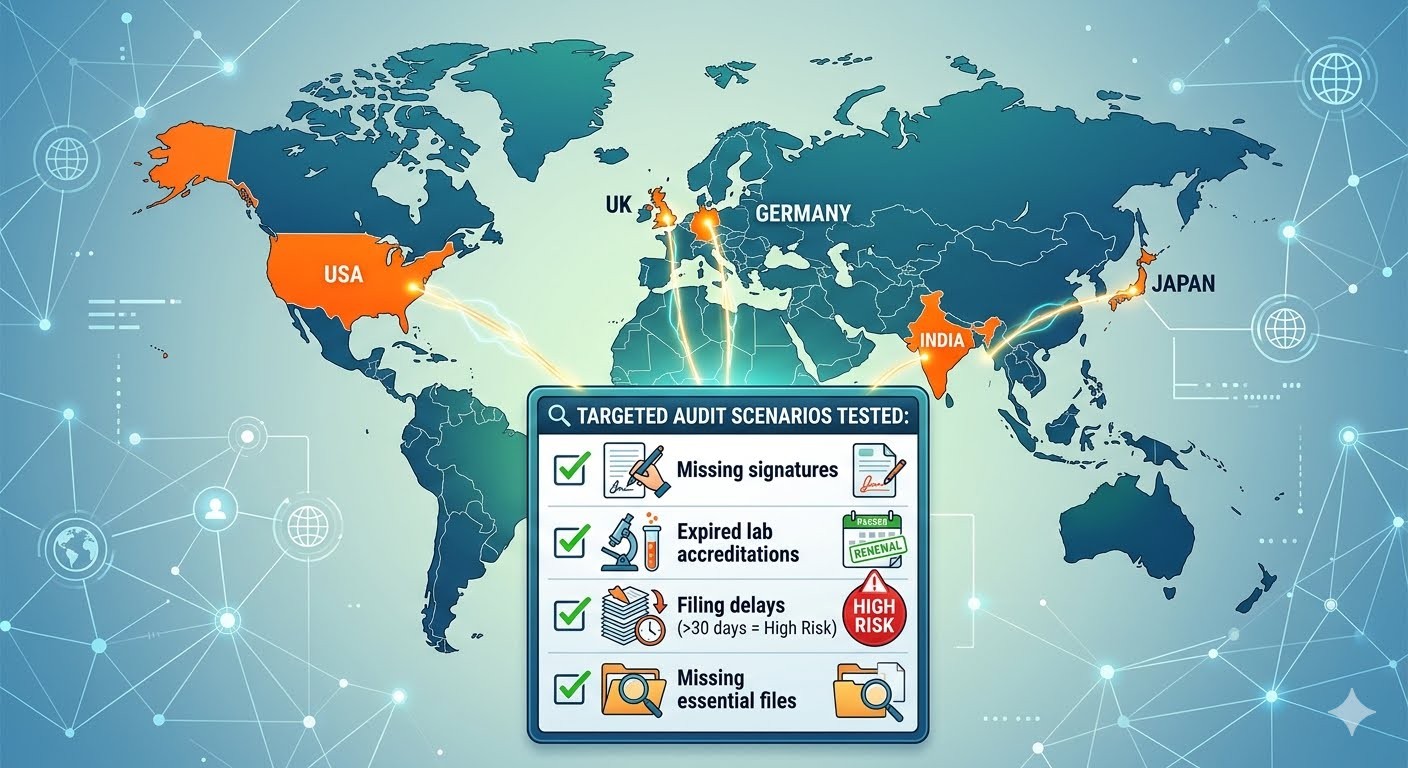 UK
GERMANY
USA
JAPAN
INDIA
TARGETED AUDIT SCENARIOS TESTED:
Missing signatures
Expired lab
accreditations
RENENAL
Filing delays
(>30 days = High Risk)
HIGH
RISK
Missing
essential files